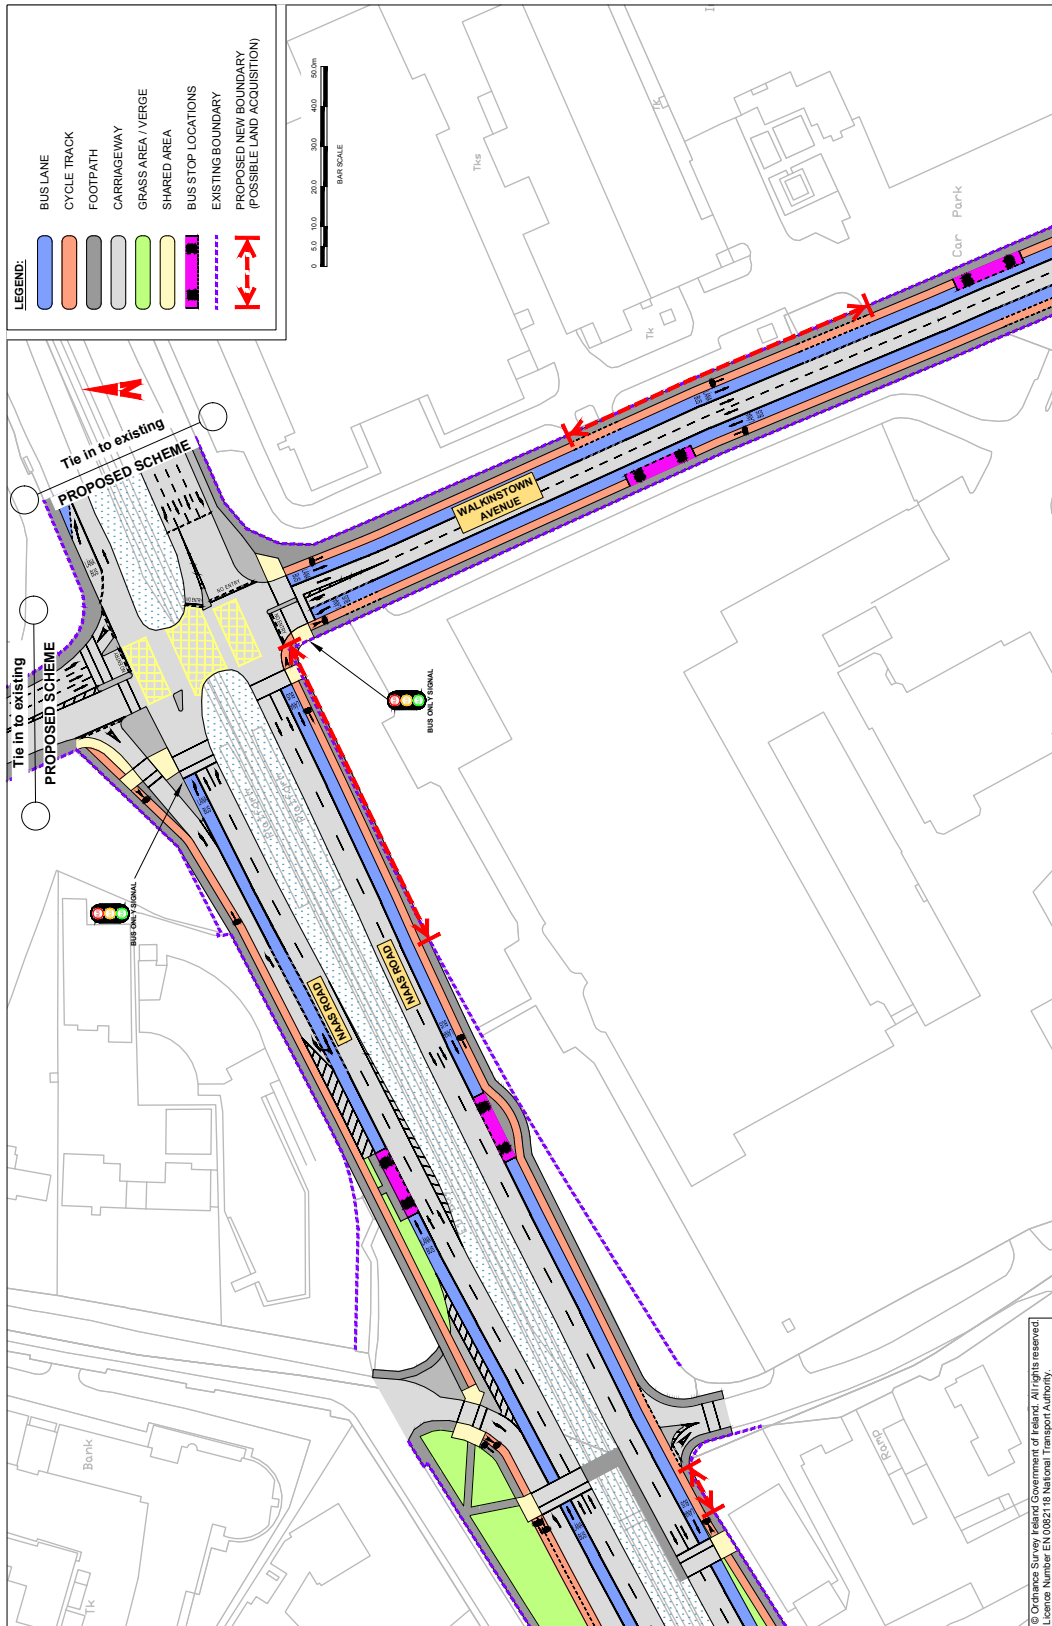 LEGEND:
BUS LANE
CYCLE TRACK
FOOTPATH
CARRIAGEWAY
GRASS AREA / VERGE
SHARED AREA
BUS STOP LOCATIONS
EXISTING BOUNDARY
PROPOSED NEW BOUNDARY
(POSSIBLE LAND ACQUISITION)
0 5.0 10.0 20.0 30.0 40.0 50.0m
BAR SCALE
N
Tie in to existing
PROPOSED SCHEME
Tie in to existing
PROPOSED SCHEME
WALKINSTOWN
AVENUE
NAAS ROAD
NAAS ROAD
BUS ONLY SIGNAL
BUS ONLY SIGNAL
NO ENTRY
NO ENTRY
Tks
Tk
Tk
Car Park
Bank
Ramp
Tk
© Ordnance Survey Ireland Government of Ireland. All rights reserved.
Licence Number EN 0082118 National Transport Authority.